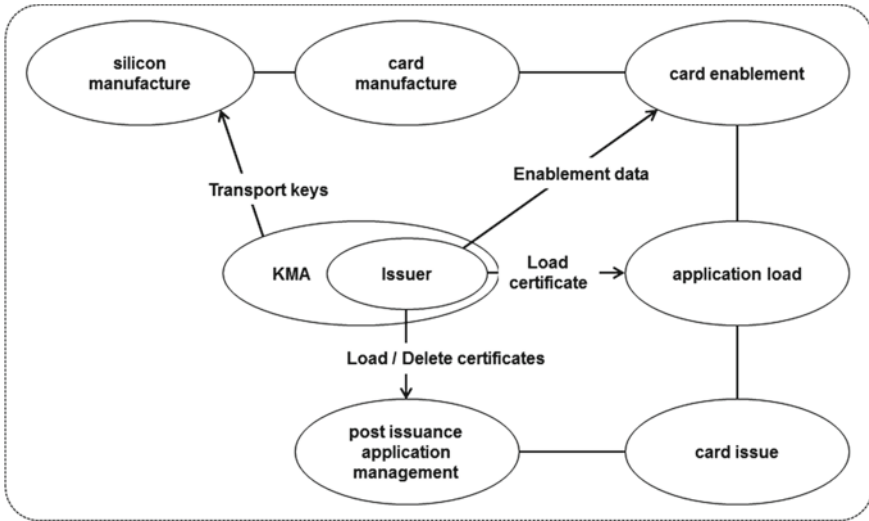 silicon
manufacture
card
manufacture
card enablement
Transport keys
Enablement data
KMA
Issuer
Load
certificate
application load
Load / Delete certificates
post issuance
application
management
card issue